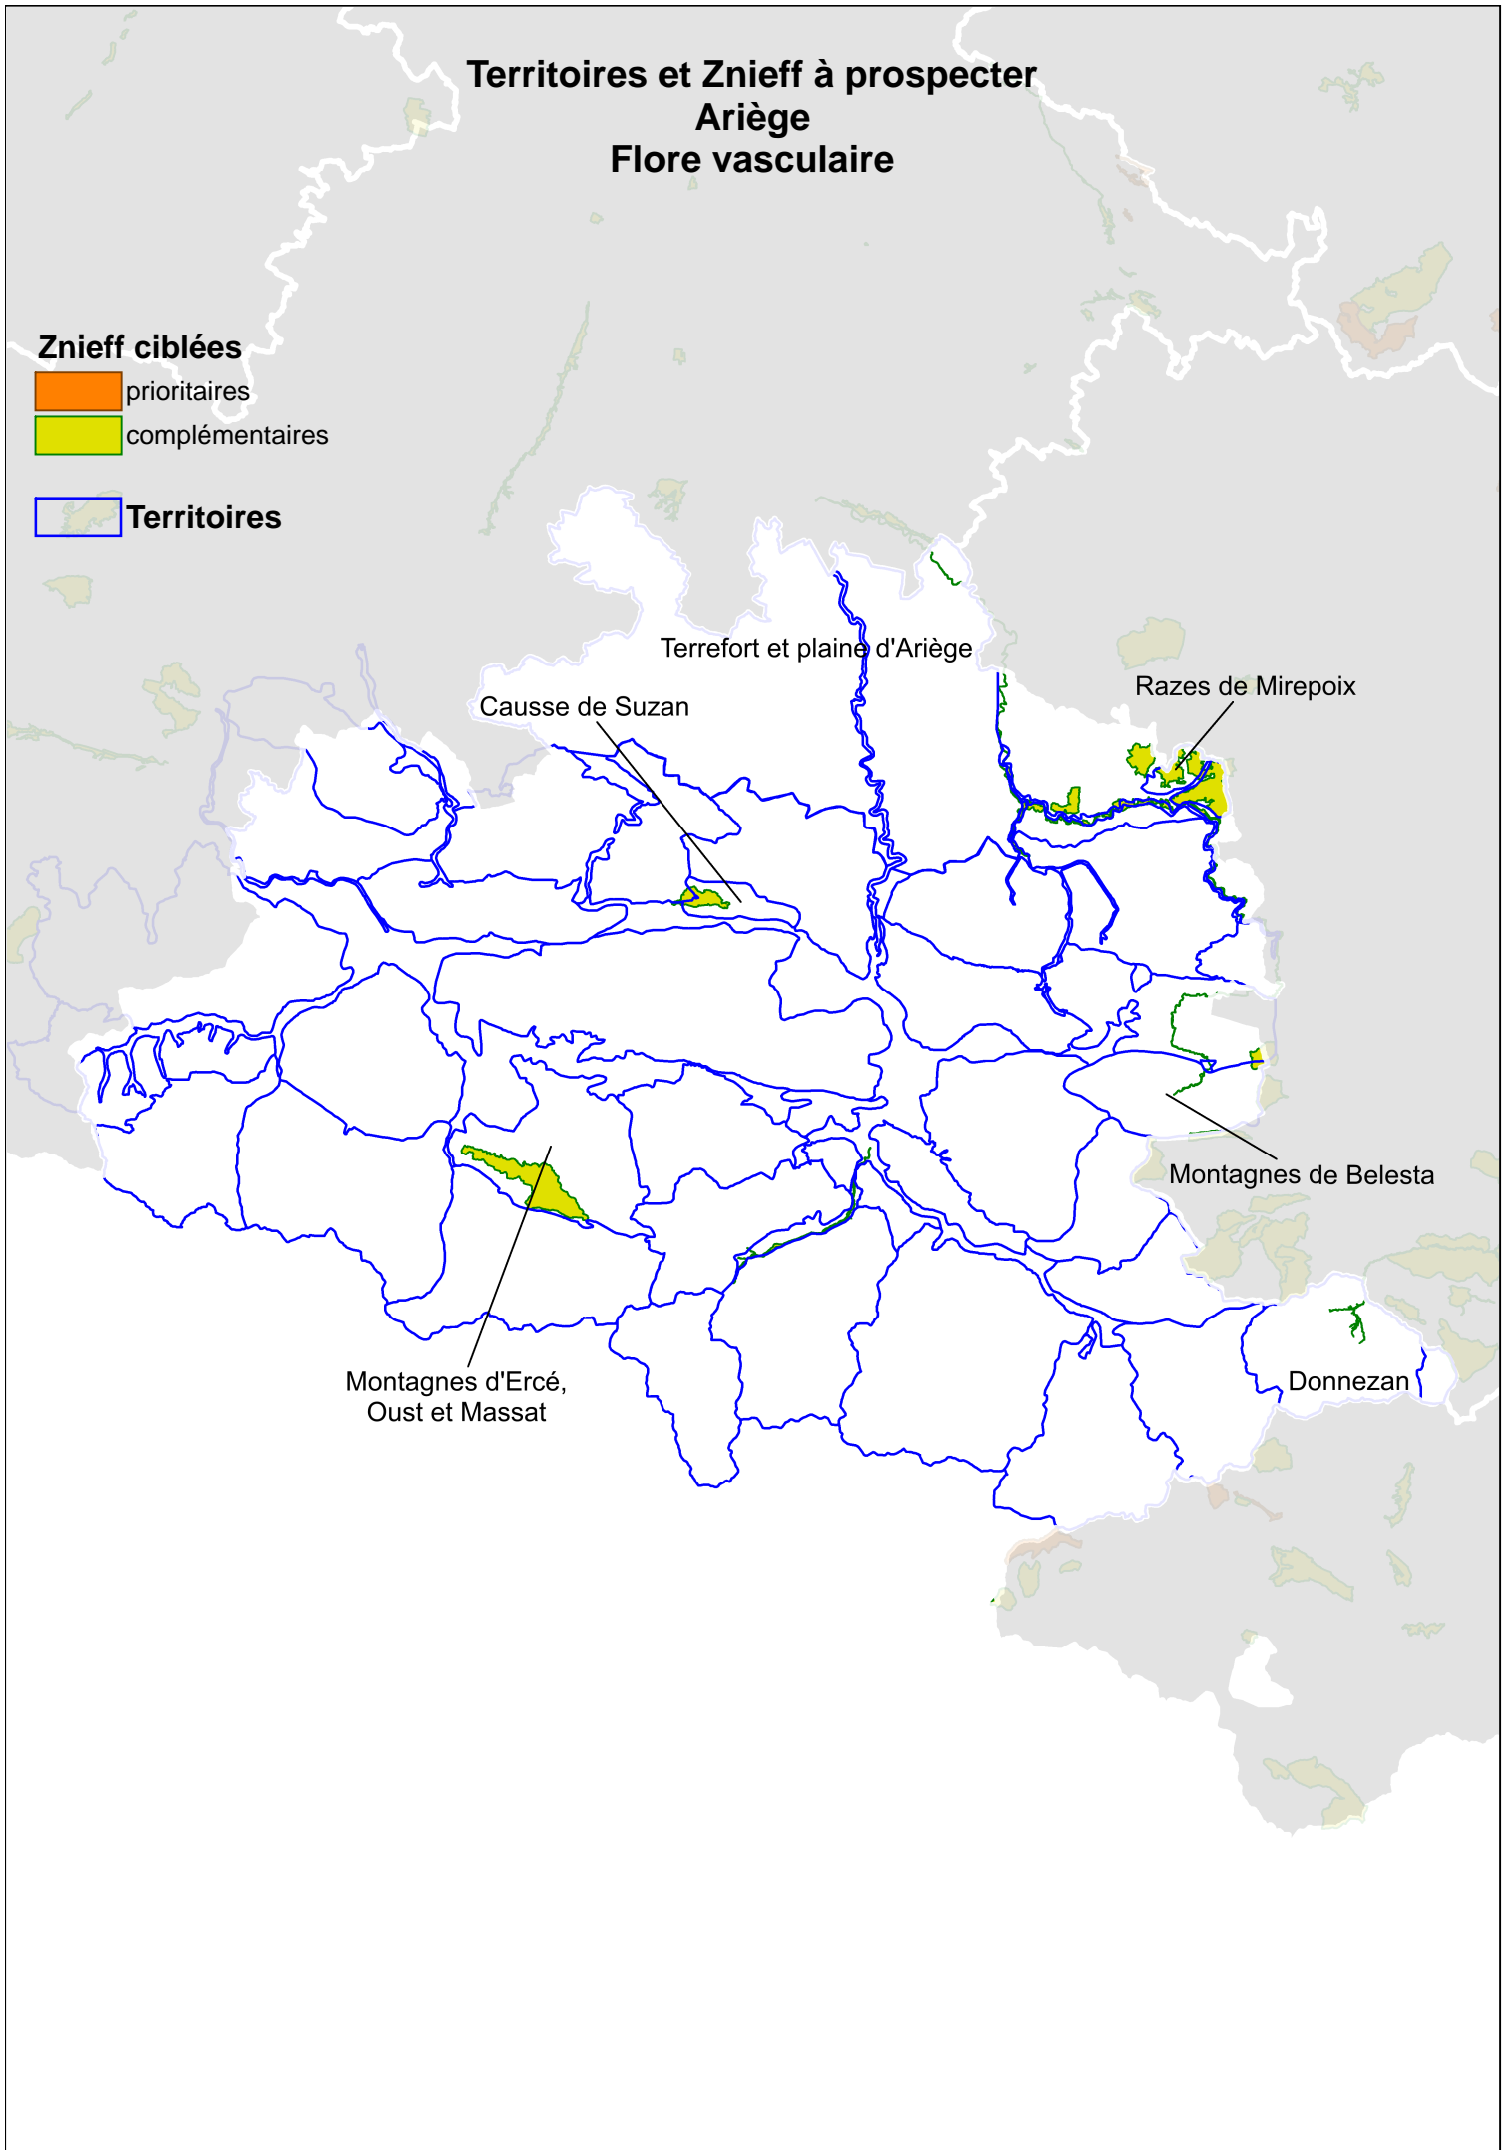 Territoires et Znieff à prospecter
Ariège
Flore vasculaire
Znieff ciblées
prioritaires
complémentaires
Territoires
Terrefort et plaine d'Ariège
Razes de Mirepoix
Causse de Suzan
Montagnes de Belesta
Montagnes d'Ercé,
Oust et Massat
Donnezan